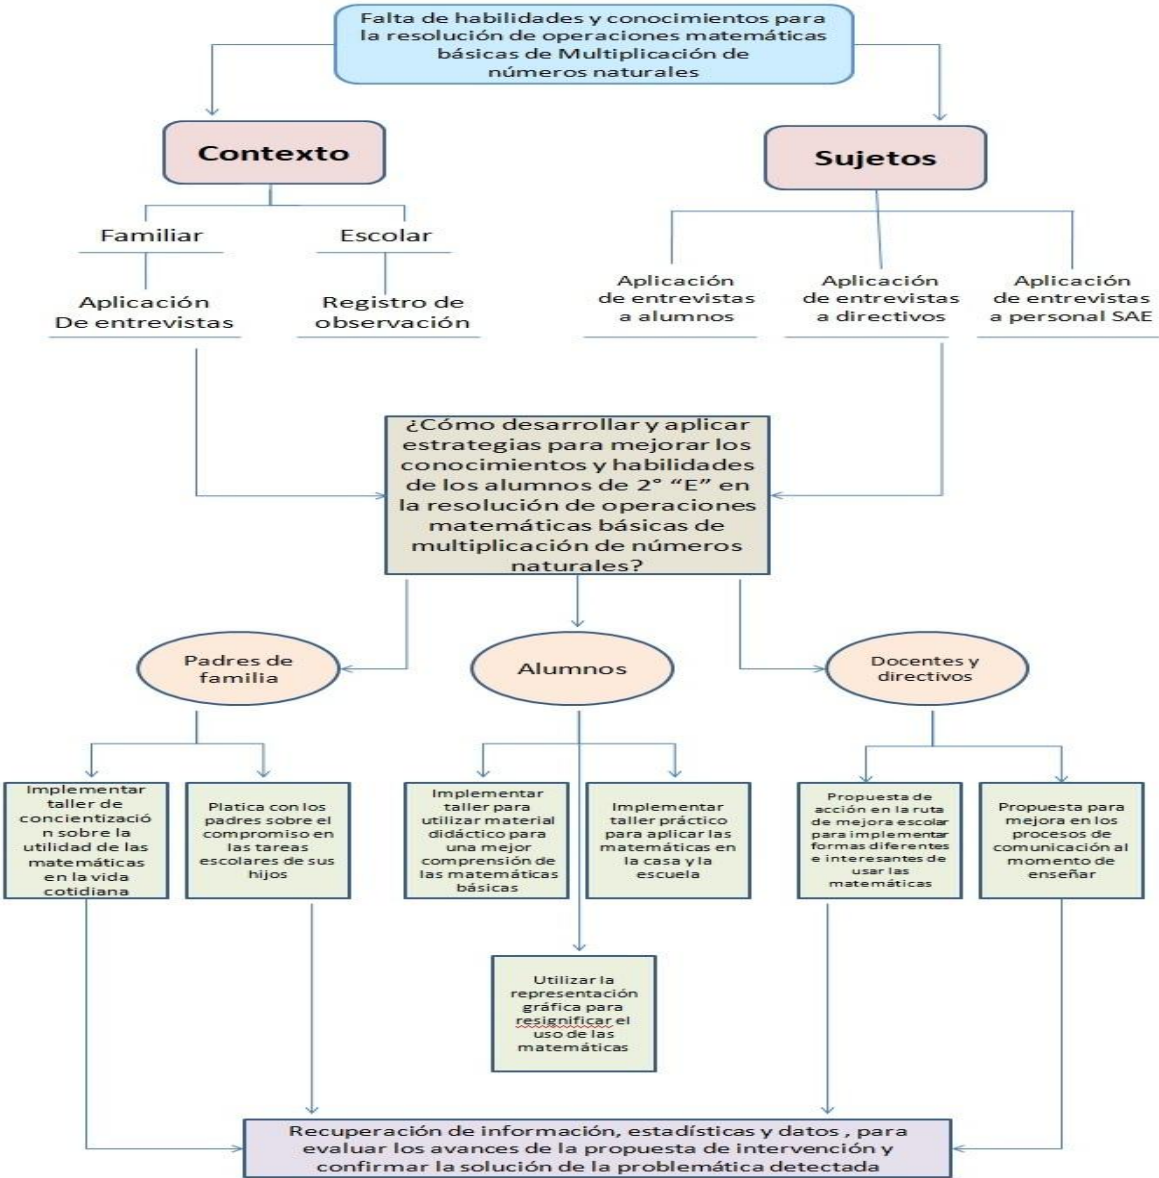 Falta de habilidades y conocimientos para
la resolución de operaciones matemáticas
básicas de Multiplicación de
números naturales
Contexto
Sujetos
Familiar
Escolar
Aplicación
De entrevistas
Registro de
observación
Aplicación
de entrevistas
a alumnos
Aplicación
de entrevistas
a directivos
Aplicación
de entrevistas
a personal SAE
¿Cómo desarrollar y aplicar
estrategias para mejorar los
conocimientos y habilidades
de los alumnos de 2° “E” en
la resolución de operaciones
matemáticas básicas de
multiplicación de números
naturales?
Padres de
familia
Alumnos
Docentes y
directivos
Implementar
taller de
concientizació
n sobre la
utilidad de las
matemáticas
en la vida
cotidiana
Platica con los
padres sobre el
compromiso en
las tareas
escolares de sus
hijos
Implementar
taller para
utilizar material
didáctico para
una mejor
comprensión de
las matemáticas
básicas
Implementar
taller práctico
para aplicar las
matemáticas en
la casa y la
escuela
Propuesta de
acción en la ruta
de mejora escolar
para implementar
formas diferentes
e interesantes de
usar las
matemáticas
Propuesta para
mejora en los
procesos de
comunicación al
momento de
enseñar
Utilizar la
representación
gráfica para
resignificar el
uso de las
matemáticas
Recuperación de información, estadísticas y datos , para
evaluar los avances de la propuesta de intervención y
confirmar la solución de la problemática detectada